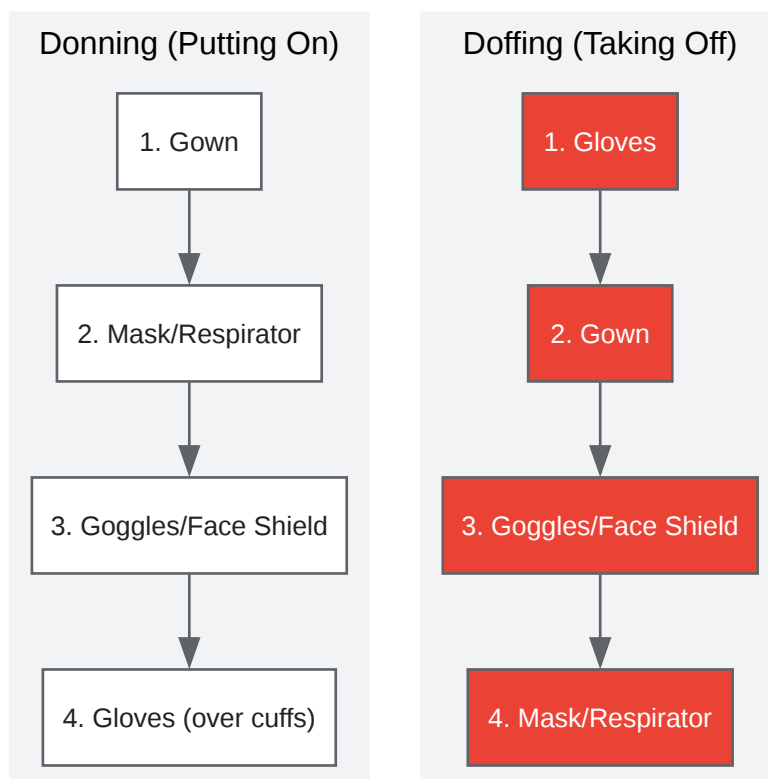 Donning (Putting On)
1. Gown
2. Mask/Respirator
3. Goggles/Face Shield
4. Gloves (over cuffs)
Doffing (Taking Off)
1. Gloves
2. Gown
3. Goggles/Face Shield
4. Mask/Respirator